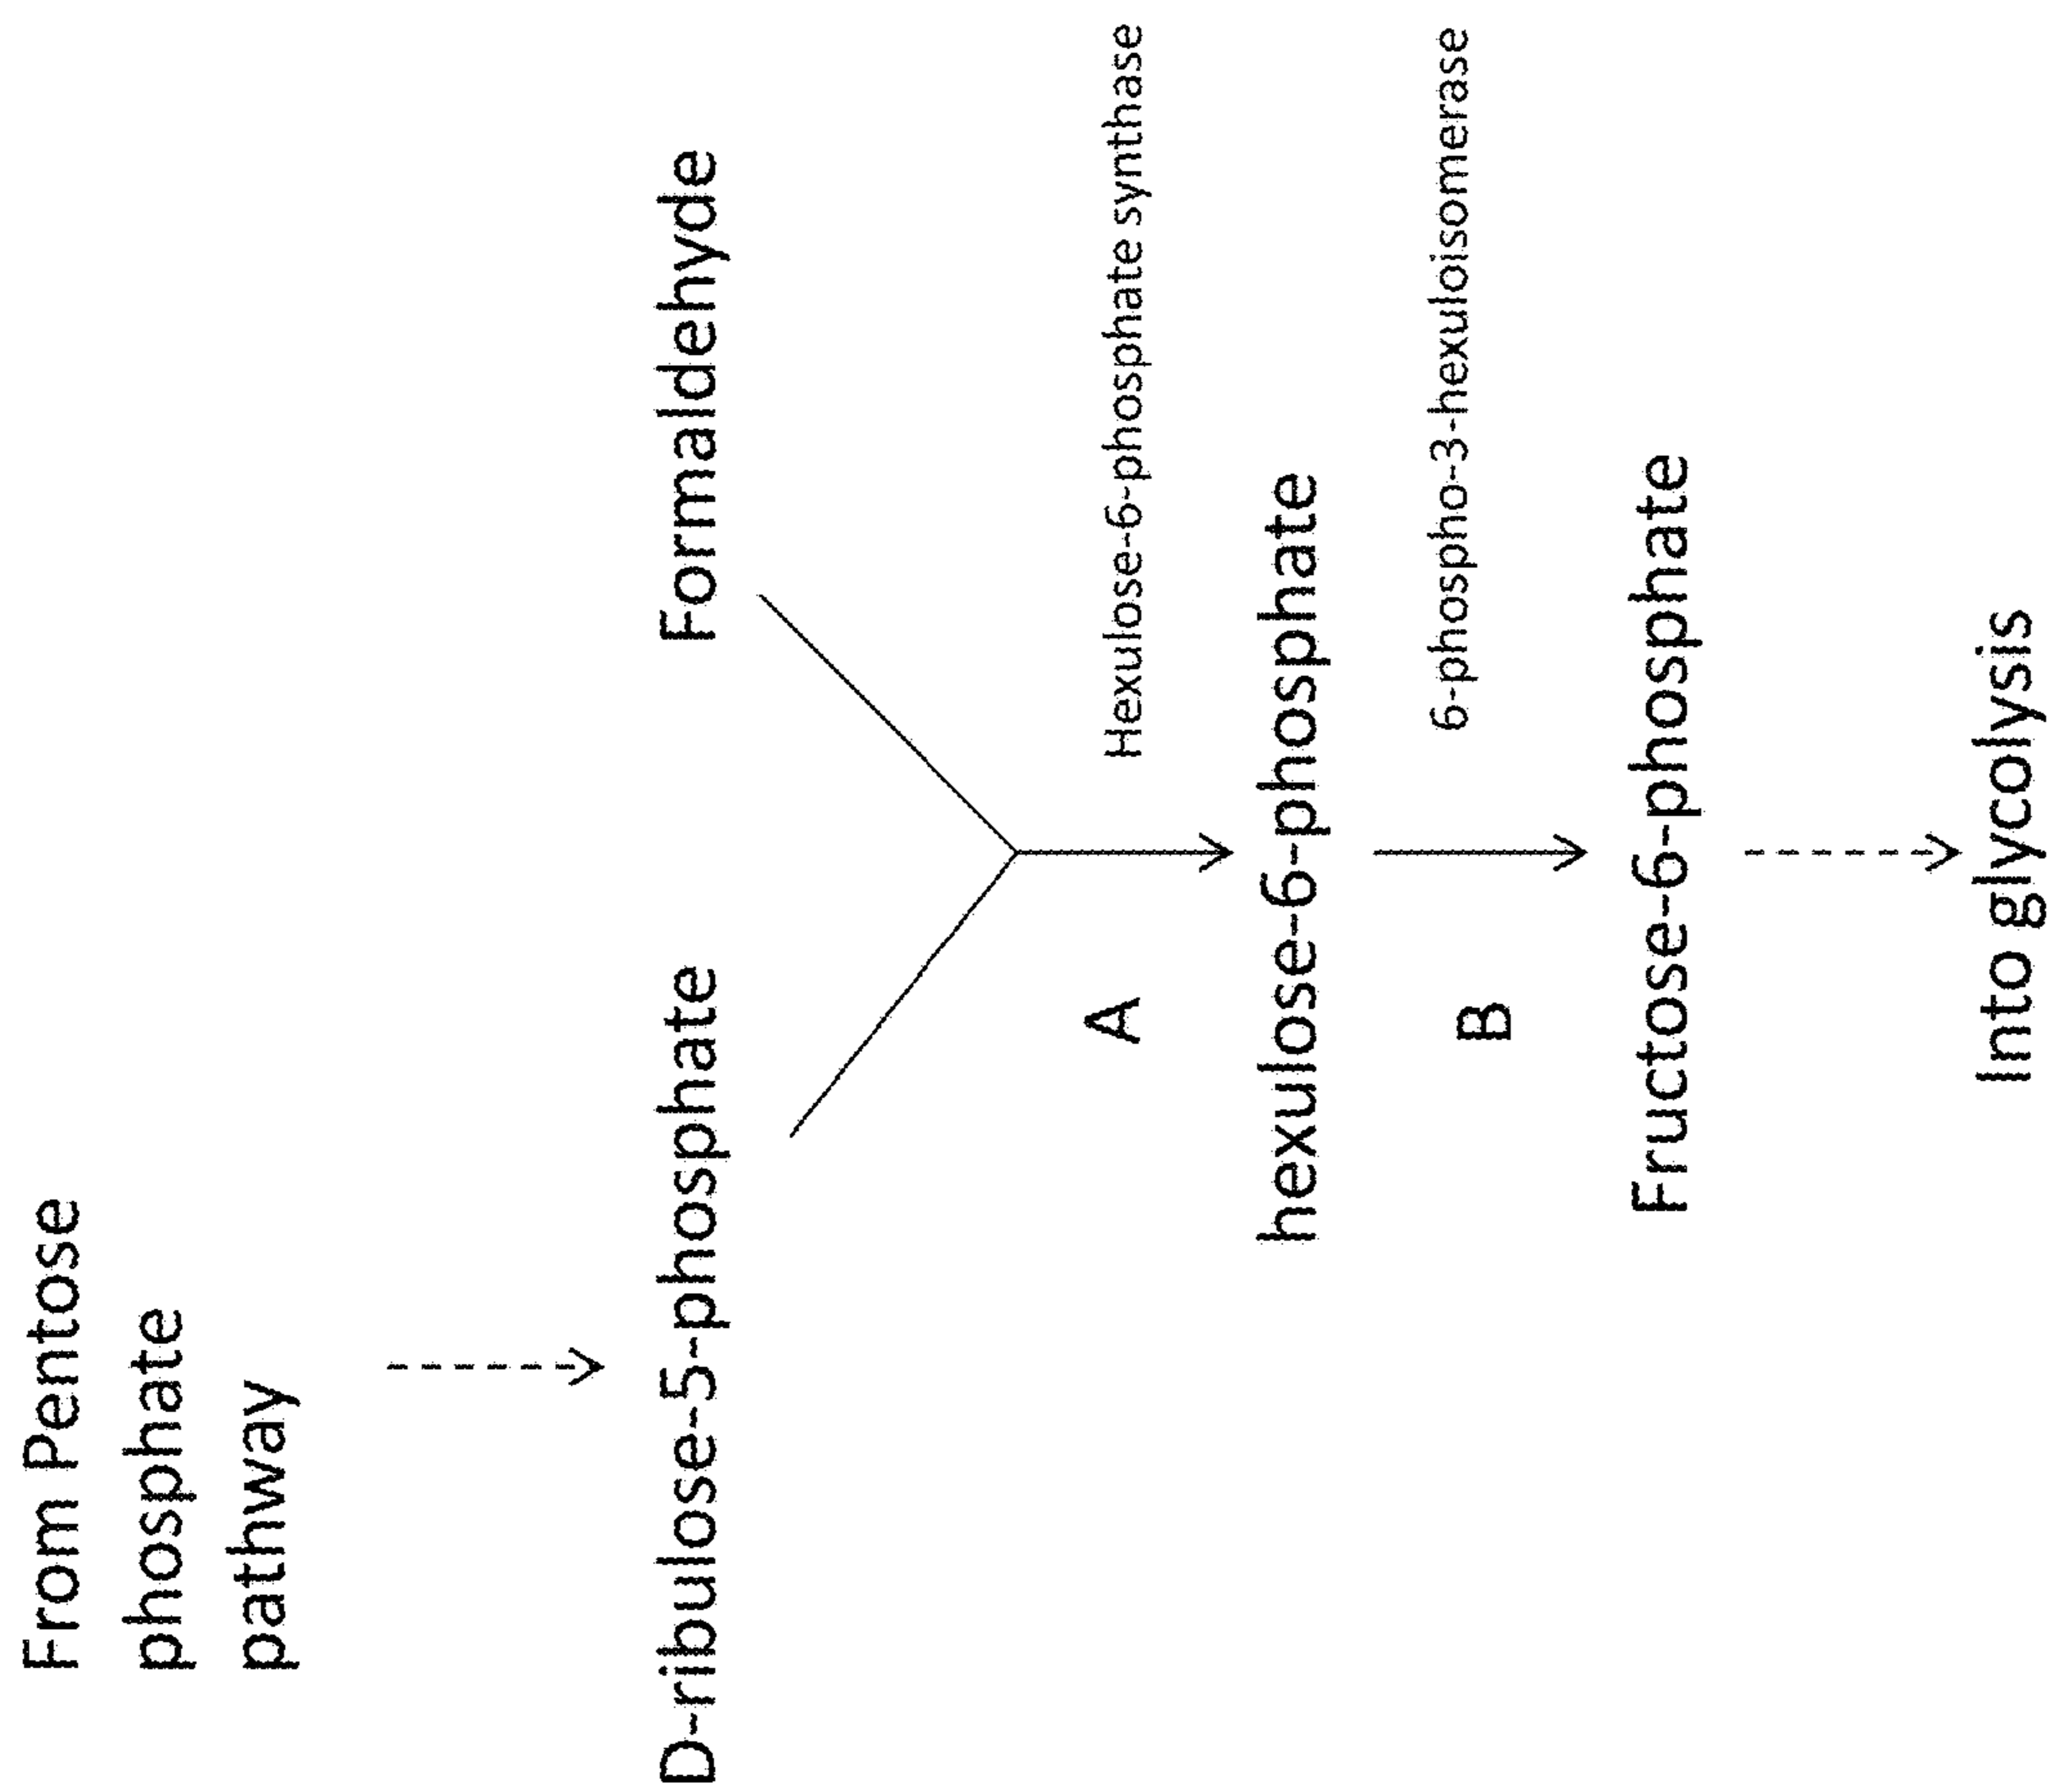 From Pentose
phosphate
pathway
D-ribulose-5-phosphate
Formaldehyde
A
Hexulose-6-phosphate synthase
hexulose-6-phosphate
B
6-phospho-3-hexuloisomerase
Fructose-6-phosphate
Into glycolysis